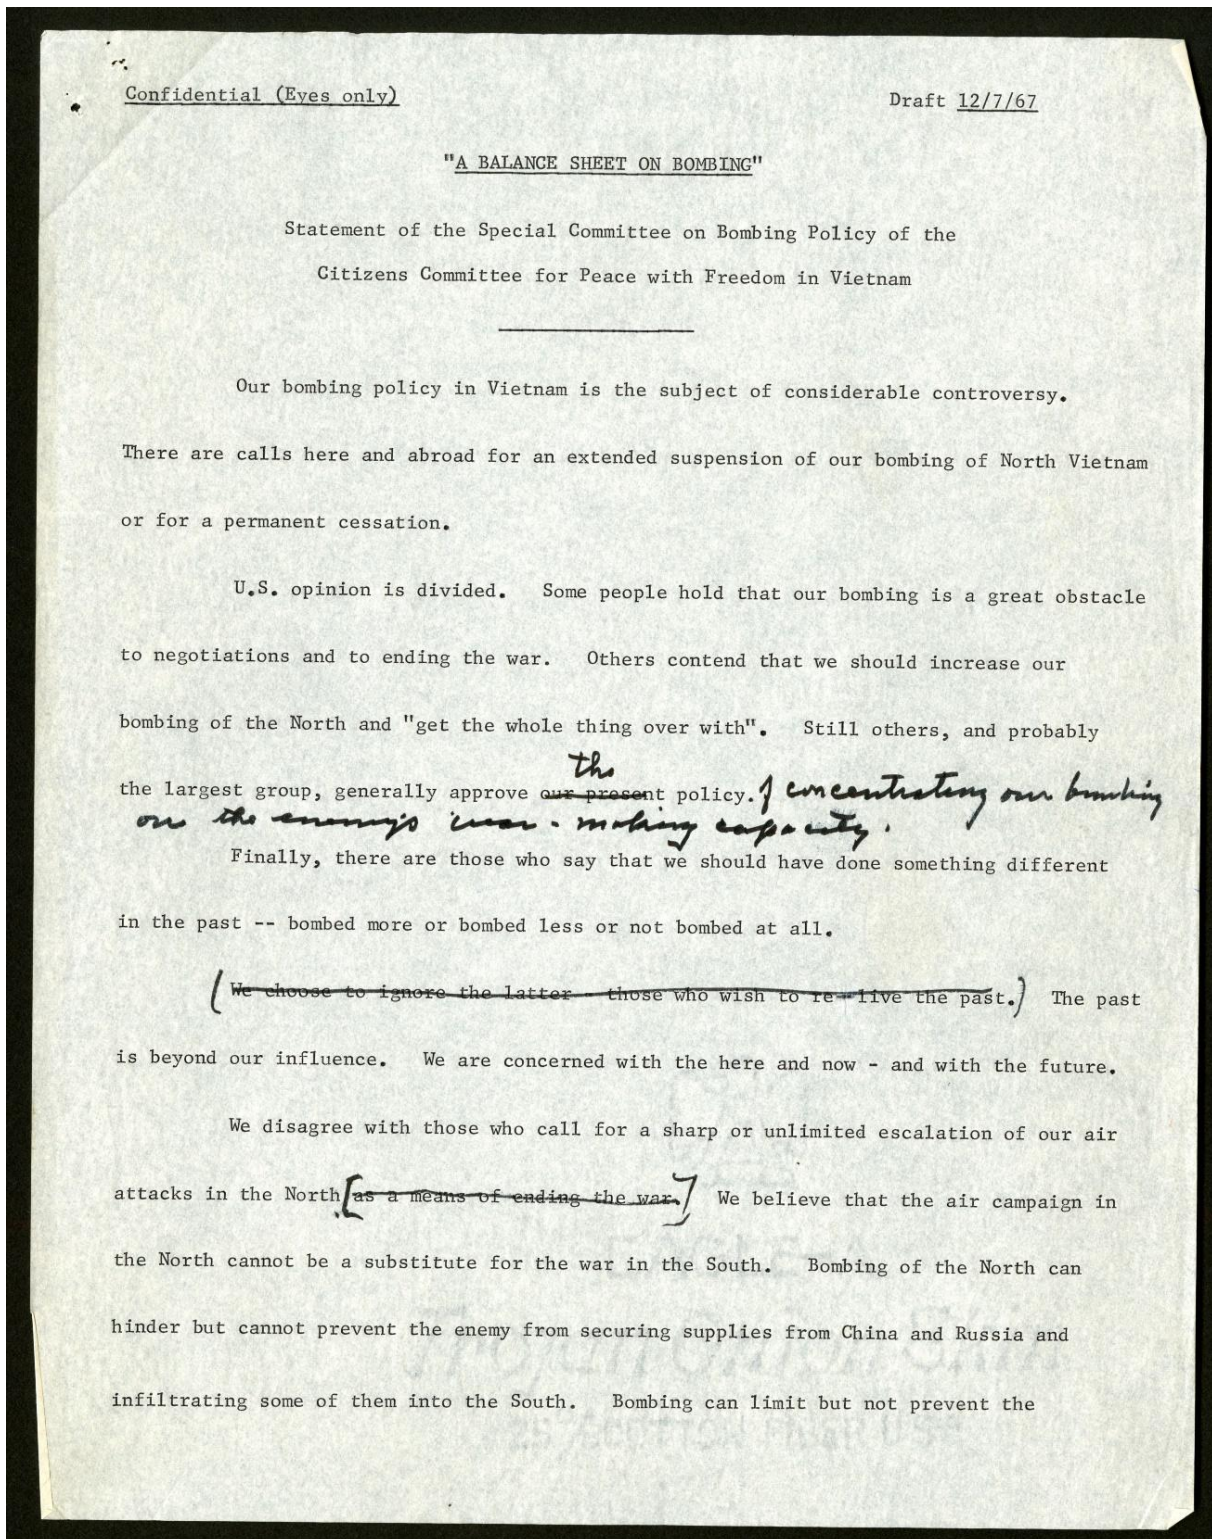 Confidential (Eyes only)
Draft 12/7/67
"A BALANCE SHEET ON BOMBING"
Statement of the Special Committee on Bombing Policy of the
Citizens Committee for Peace with Freedom in Vietnam
Our bombing policy in Vietnam is the subject of considerable controversy.
There are calls here and abroad for an extended suspension of our bombing of North Vietnam
or for a permanent cessation.
U.S. opinion is divided. Some people hold that our bombing is a great obstacle
to negotiations and to ending the war. Others contend that we should increase our
bombing of the North and "get the whole thing over with". Still others, and probably
the
the largest group, generally approve our present policy. of concentrating our bombing
on the enemy's war-making capacity.
Finally, there are those who say that we should have done something different
in the past -- bombed more or bombed less or not bombed at all.
(We choose to ignore the latter - those who wish to re-live the past.) The past
is beyond our influence. We are concerned with the here and now - and with the future.
We disagree with those who call for a sharp or unlimited escalation of our air
attacks in the North [as a means of ending the war.] We believe that the air campaign in
the North cannot be a substitute for the war in the South. Bombing of the North can
hinder but cannot prevent the enemy from securing supplies from China and Russia and
infiltrating some of them into the South. Bombing can limit but not prevent the